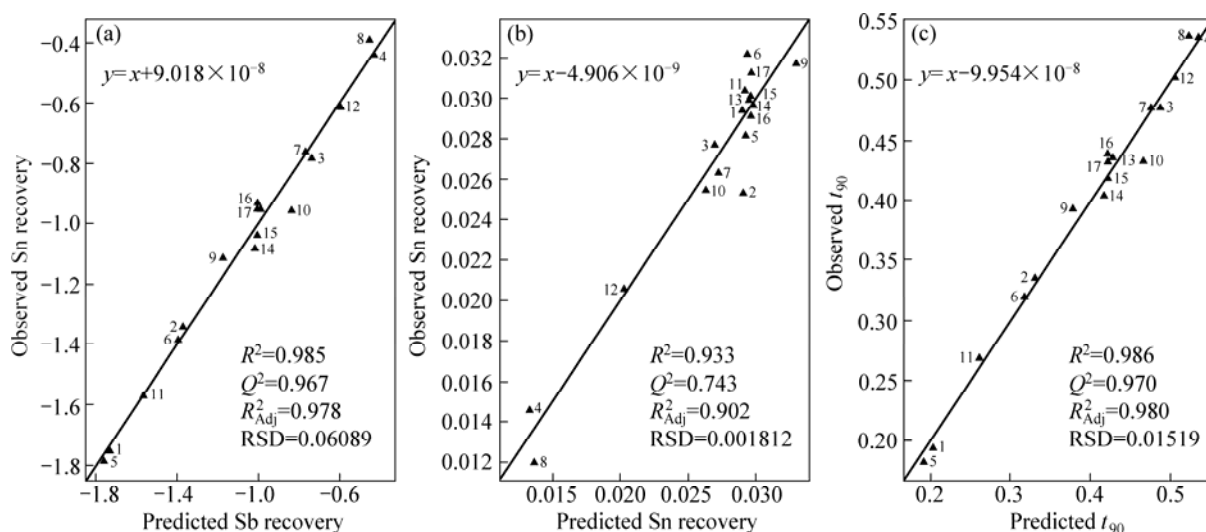 (a)
y=x+9.018×10⁻⁸
Observed Sn recovery
−0.4
−0.6
−0.8
−1.0
−1.2
−1.4
−1.6
−1.8
8
4
12
7
3
16
17
10
15
14
9
2
6
11
1
5
R²=0.985
Q²=0.967
R²Adj=0.978
RSD=0.06089
−1.8 −1.4 −1.0 −0.6
Predicted Sb recovery
(b)
y=x−4.906×10⁻⁹
Observed Sn recovery
0.032
0.030
0.028
0.026
0.024
0.022
0.020
0.018
0.016
0.014
0.012
6
17
9
11
15
13
14
1
16
5
3
7
10
2
12
4
8
R²=0.933
Q²=0.743
R²Adj=0.902
RSD=0.001812
0.015 0.020 0.025 0.030
Predicted Sn recovery
(c)
y=x−9.954×10⁻⁸
Observed t₉₀
0.55
0.50
0.45
0.40
0.35
0.30
0.25
0.20
8
12
7
3
16
13
10
17
15
14
9
2
6
11
1
5
R²=0.986
Q²=0.970
R²Adj=0.980
RSD=0.01519
0.2 0.3 0.4 0.5
Predicted t₉₀